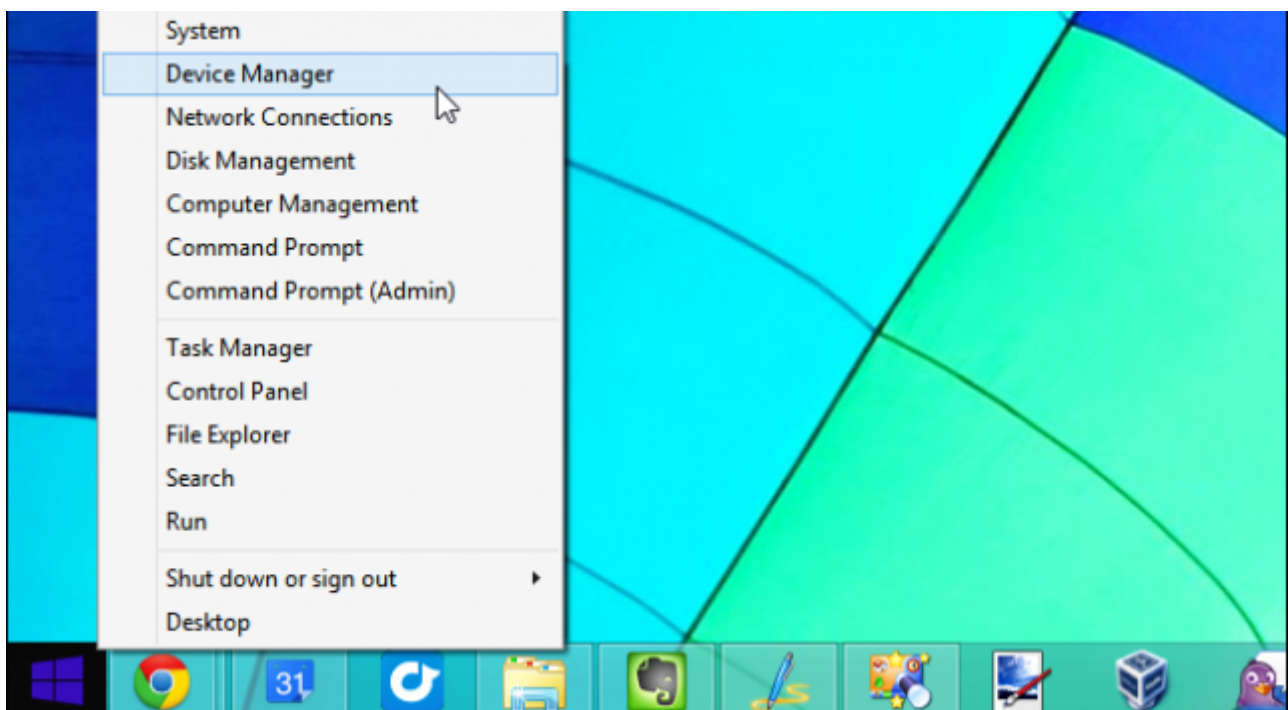 System
Device Manager
Network Connections
Disk Management
Computer Management
Command Prompt
Command Prompt (Admin)
Task Manager
Control Panel
File Explorer
Search
Run
Shut down or sign out
Desktop
31